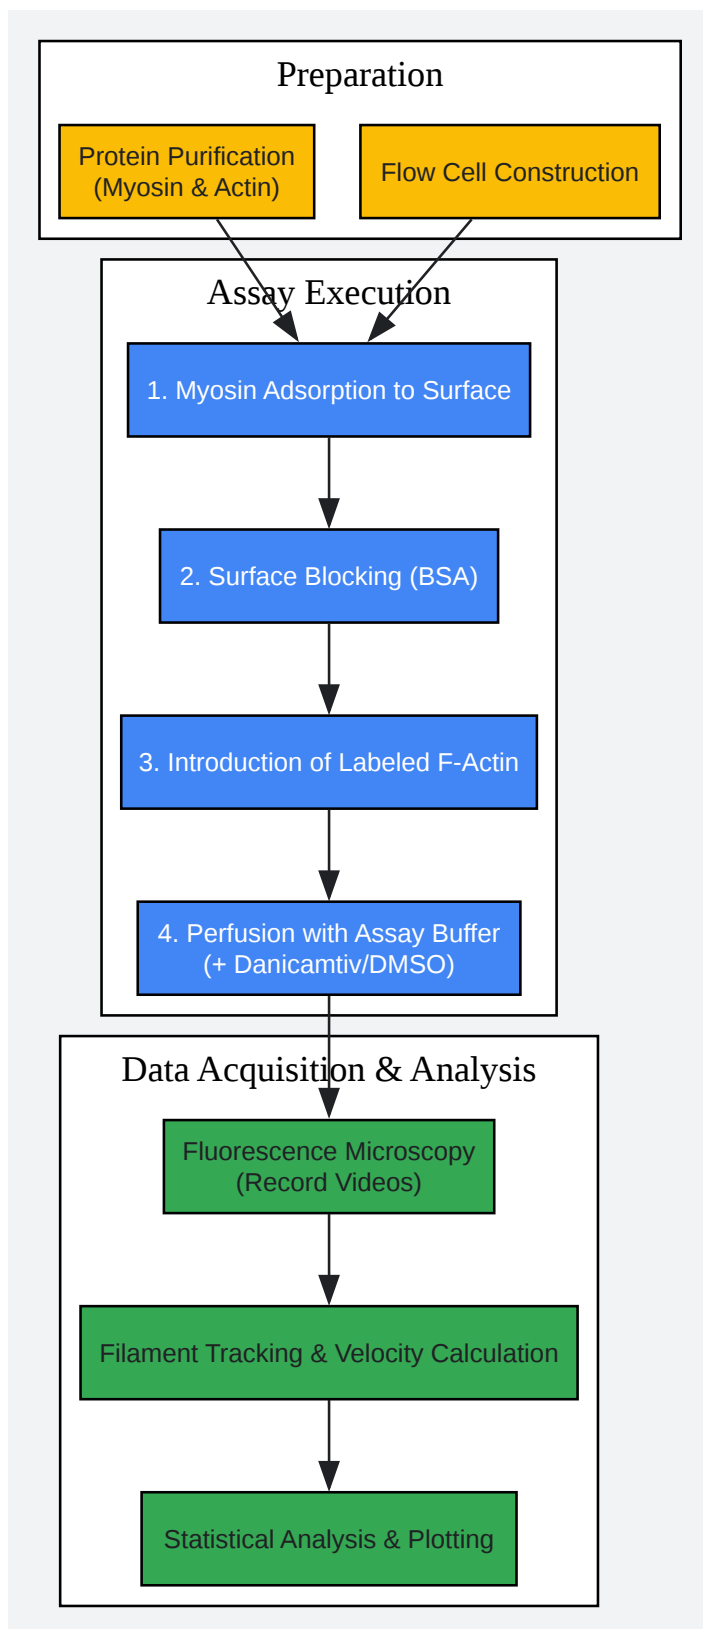 Preparation
Protein Purification
(Myosin & Actin)
Flow Cell Construction
Assay Execution
1. Myosin Adsorption to Surface
2. Surface Blocking (BSA)
3. Introduction of Labeled F-Actin
4. Perfusion with Assay Buffer
(+ Danicamtiv/DMSO)
Data Acquisition & Analysis
Fluorescence Microscopy
(Record Videos)
Filament Tracking & Velocity Calculation
Statistical Analysis & Plotting